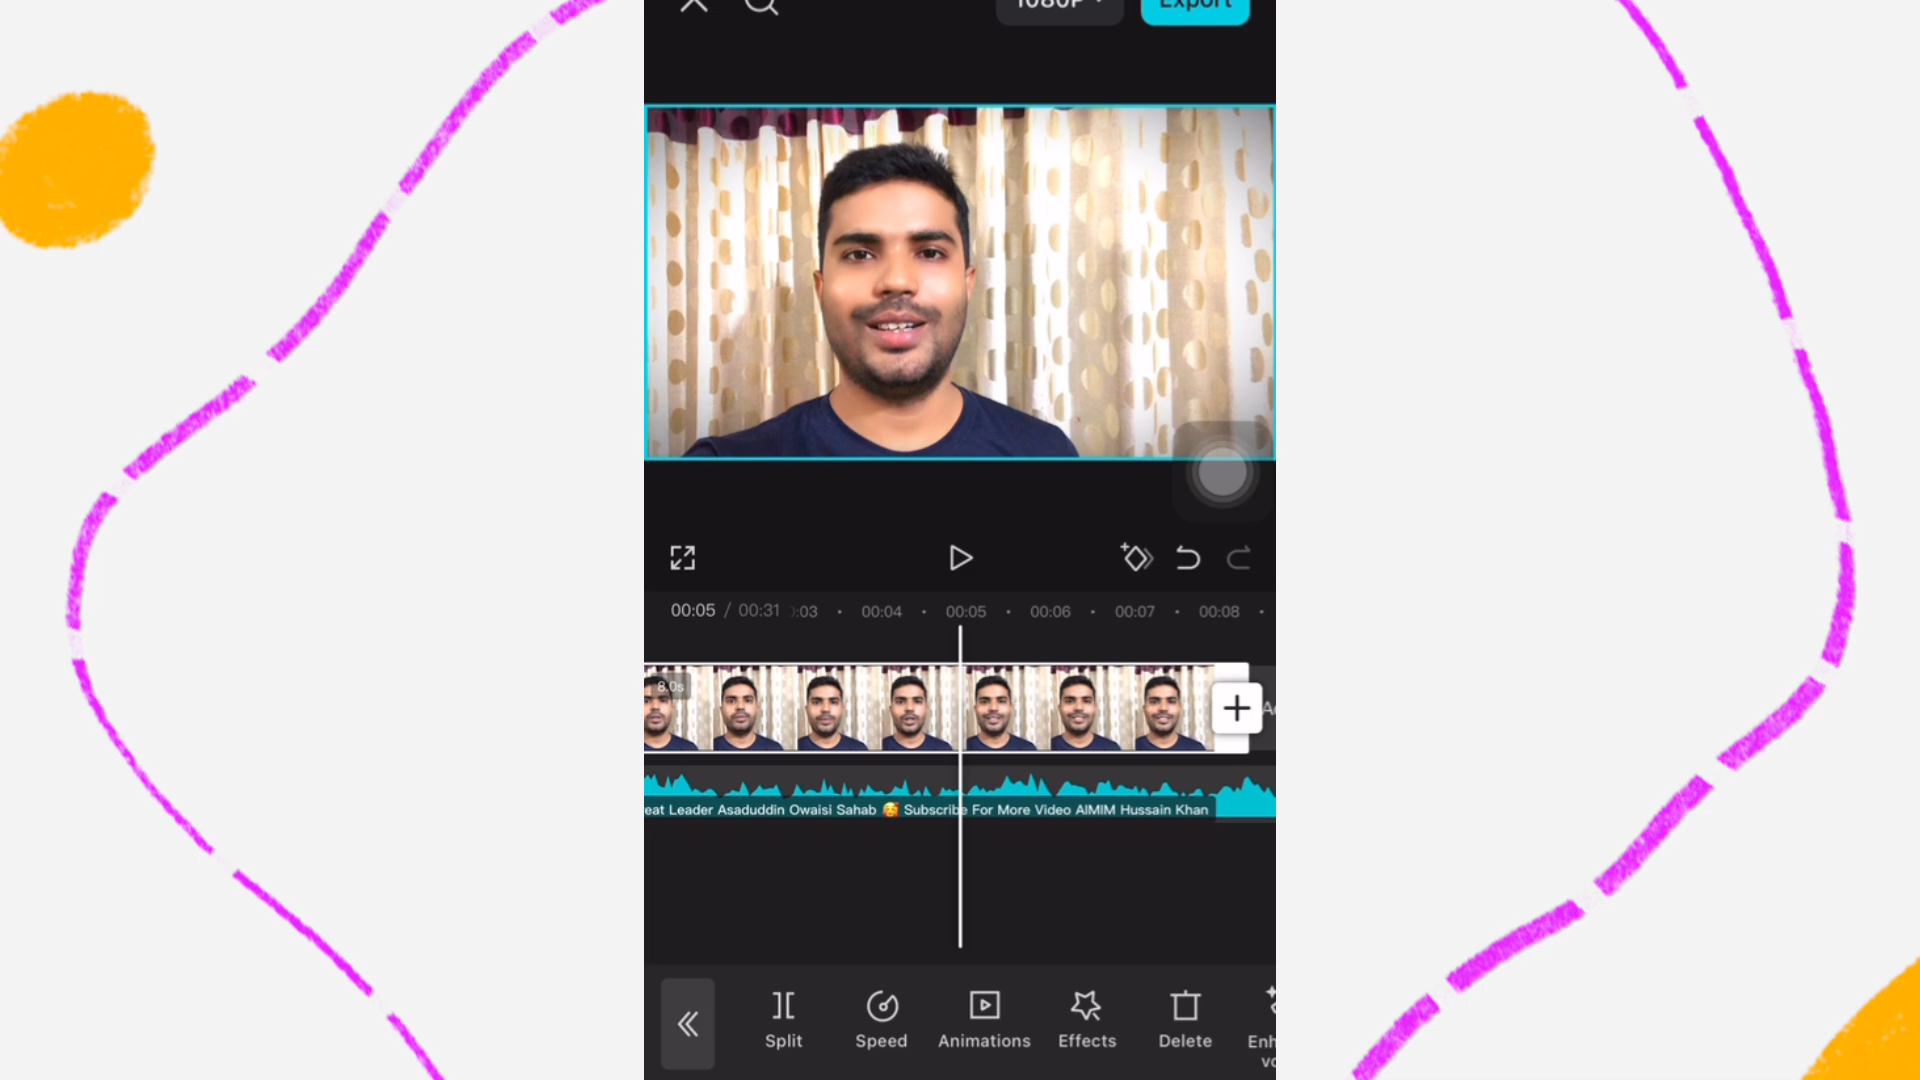 1080P
Export
00:05 / 00:31 :03 • 00:04 • 00:05 • 00:06 • 00:07 • 00:08 •
8.0s
eat Leader Asaduddin Owaisi Sahab 🥰 Subscribe For More Video AIMIM Hussain Khan
Split
Speed
Animations
Effects
Delete